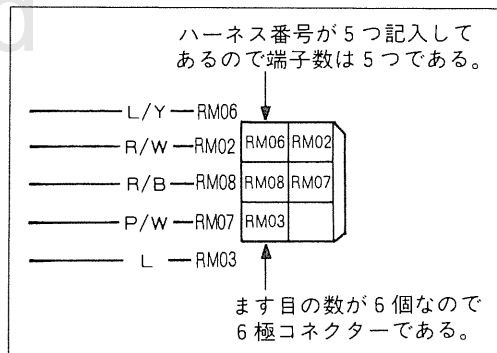 ハーネス番号が5つ記入して
あるので端子数は5つである。
L/Y RM06
R/W RM02
R/B RM08
P/W RM07
L RM03
RM06 RM02
RM08 RM07
RM03
ます目の数が6個なので
6極コネクターである。